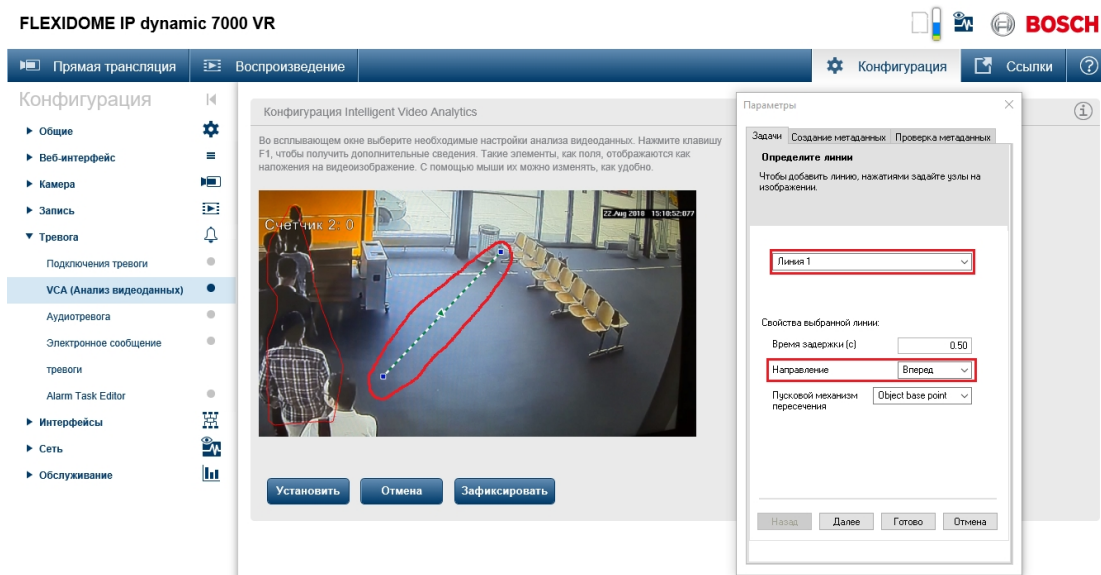 FLEXIDOME IP dynamic 7000 VR
BOSCH
Прямая трансляция
Воспроизведение
Конфигурация
Ссылки
Конфигурация
Общие
Веб-интерфейс
Камера
Запись
Тревога
Подключения тревоги
VCA (Анализ видеоданных)
Аудиотревога
Электронное сообщение
тревоги
Alarm Task Editor
Интерфейсы
Сеть
Обслуживание
Конфигурация Intelligent Video Analytics
Во всплывающем окне выберите необходимые настройки анализа видеоданных. Нажмите клавишу
F1, чтобы получить дополнительные сведения. Такие элементы, как поля, отображаются как
наложения на видеоизображение. С помощью мыши их можно изменять, как удобно.
Счетчик 2: 0
22.Aug 2018 15:10:52:077
Установить
Отмена
Зафиксировать
Параметры
Задачи
Создание метаданных
Проверка метаданных
Определите линии
Чтобы добавить линию, нажатиями задайте узлы на
изображении.
Линия 1
Свойства выбранной линии:
Время задержки (с)
0.50
Направление
Вперед
Пусковой механизм
пересечения
Object base point
Назад
Далее
Готово
Отмена